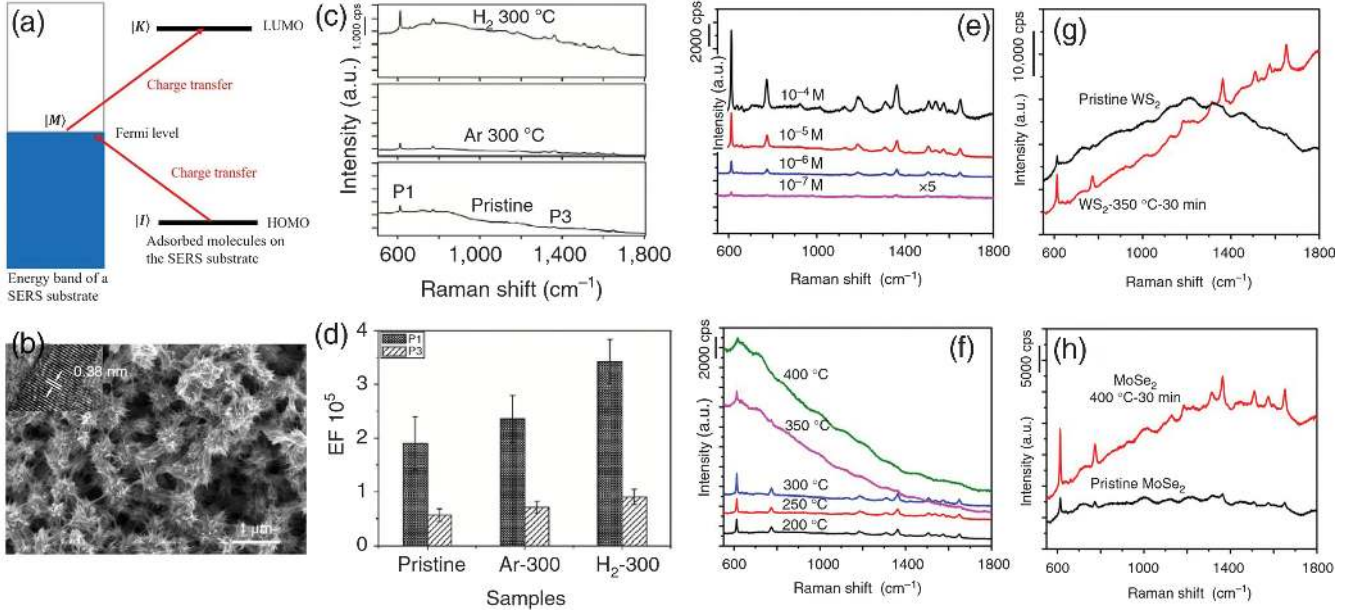 (a)
|K⟩
LUMO
Charge transfer
|M⟩
Fermi level
Charge transfer
|I⟩
HOMO
Adsorbed molecules on
the SERS substrate
Energy band of a
SERS substrate
(b)
0.38 nm
1 μm
(c)
1,000 cps
H₂ 300 °C
Ar 300 °C
P1
Pristine
P3
Intensity (a.u.)
600
1,000
1,400
1,800
Raman shift (cm⁻¹)
(d)
P1
P3
EF 10⁵
4
3
2
1
0
Pristine
Ar-300
H₂-300
Samples
(e)
2000 cps
Intensity (a.u.)
10⁻⁴ M
10⁻⁵ M
10⁻⁶ M
10⁻⁷ M
×5
600
1000
1400
1800
Raman shift (cm⁻¹)
(f)
2000 cps
Intensity (a.u.)
400 °C
350 °C
300 °C
250 °C
200 °C
600
1000
1400
1800
Raman shift (cm⁻¹)
(g)
10,000 cps
Intensity (a.u.)
Pristine WS₂
WS₂-350 °C-30 min
600
1000
1400
1800
Raman shift (cm⁻¹)
(h)
5000 cps
Intensity (a.u.)
MoSe₂
400 °C-30 min
Pristine MoSe₂
600
1000
1400
1800
Raman shift (cm⁻¹)